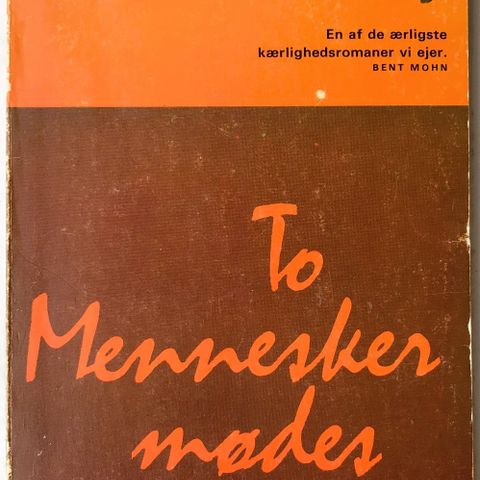 En af de ærligste
kærlighedsromaner vi ejer.
BENT MOHN
To
Mennesker
mødes